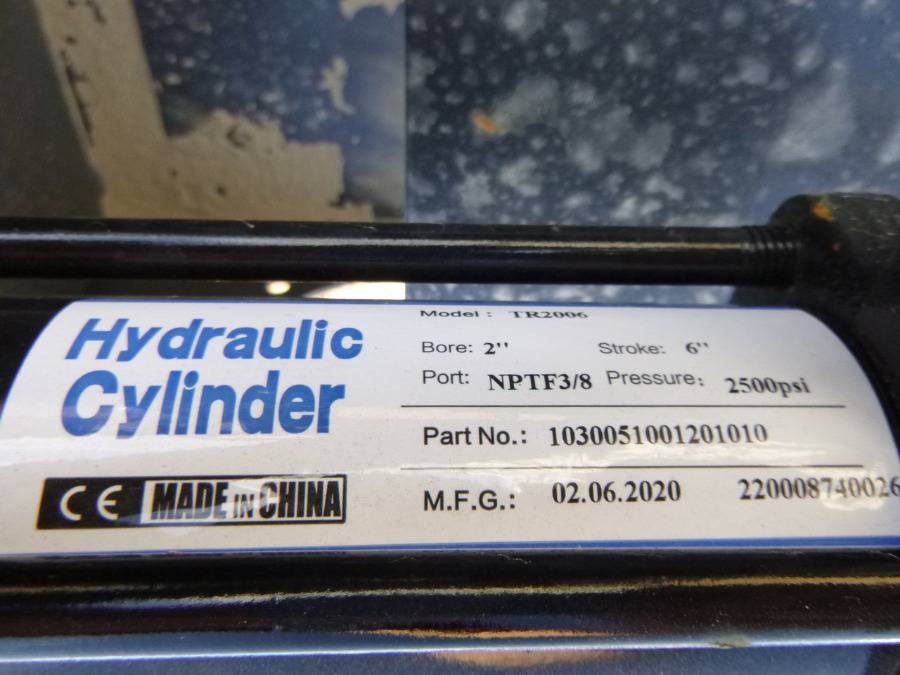 Hydraulic
Cylinder
CE MADE IN CHINA
Model : TR2006
Bore: 2'' Stroke: 6''
Port: NPTF3/8 Pressure: 2500psi
Part No.: 1030051001201010
M.F.G.: 02.06.2020 220008740026